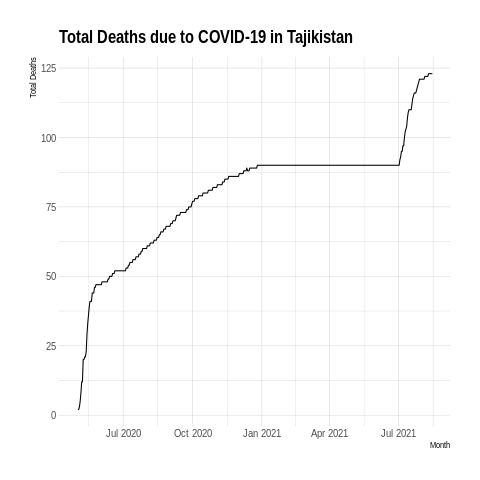 Total Deaths due to COVID-19 in Tajikistan
Total Deaths
125
100
75
50
25
0
Jul 2020 Oct 2020 Jan 2021 Apr 2021 Jul 2021
Month